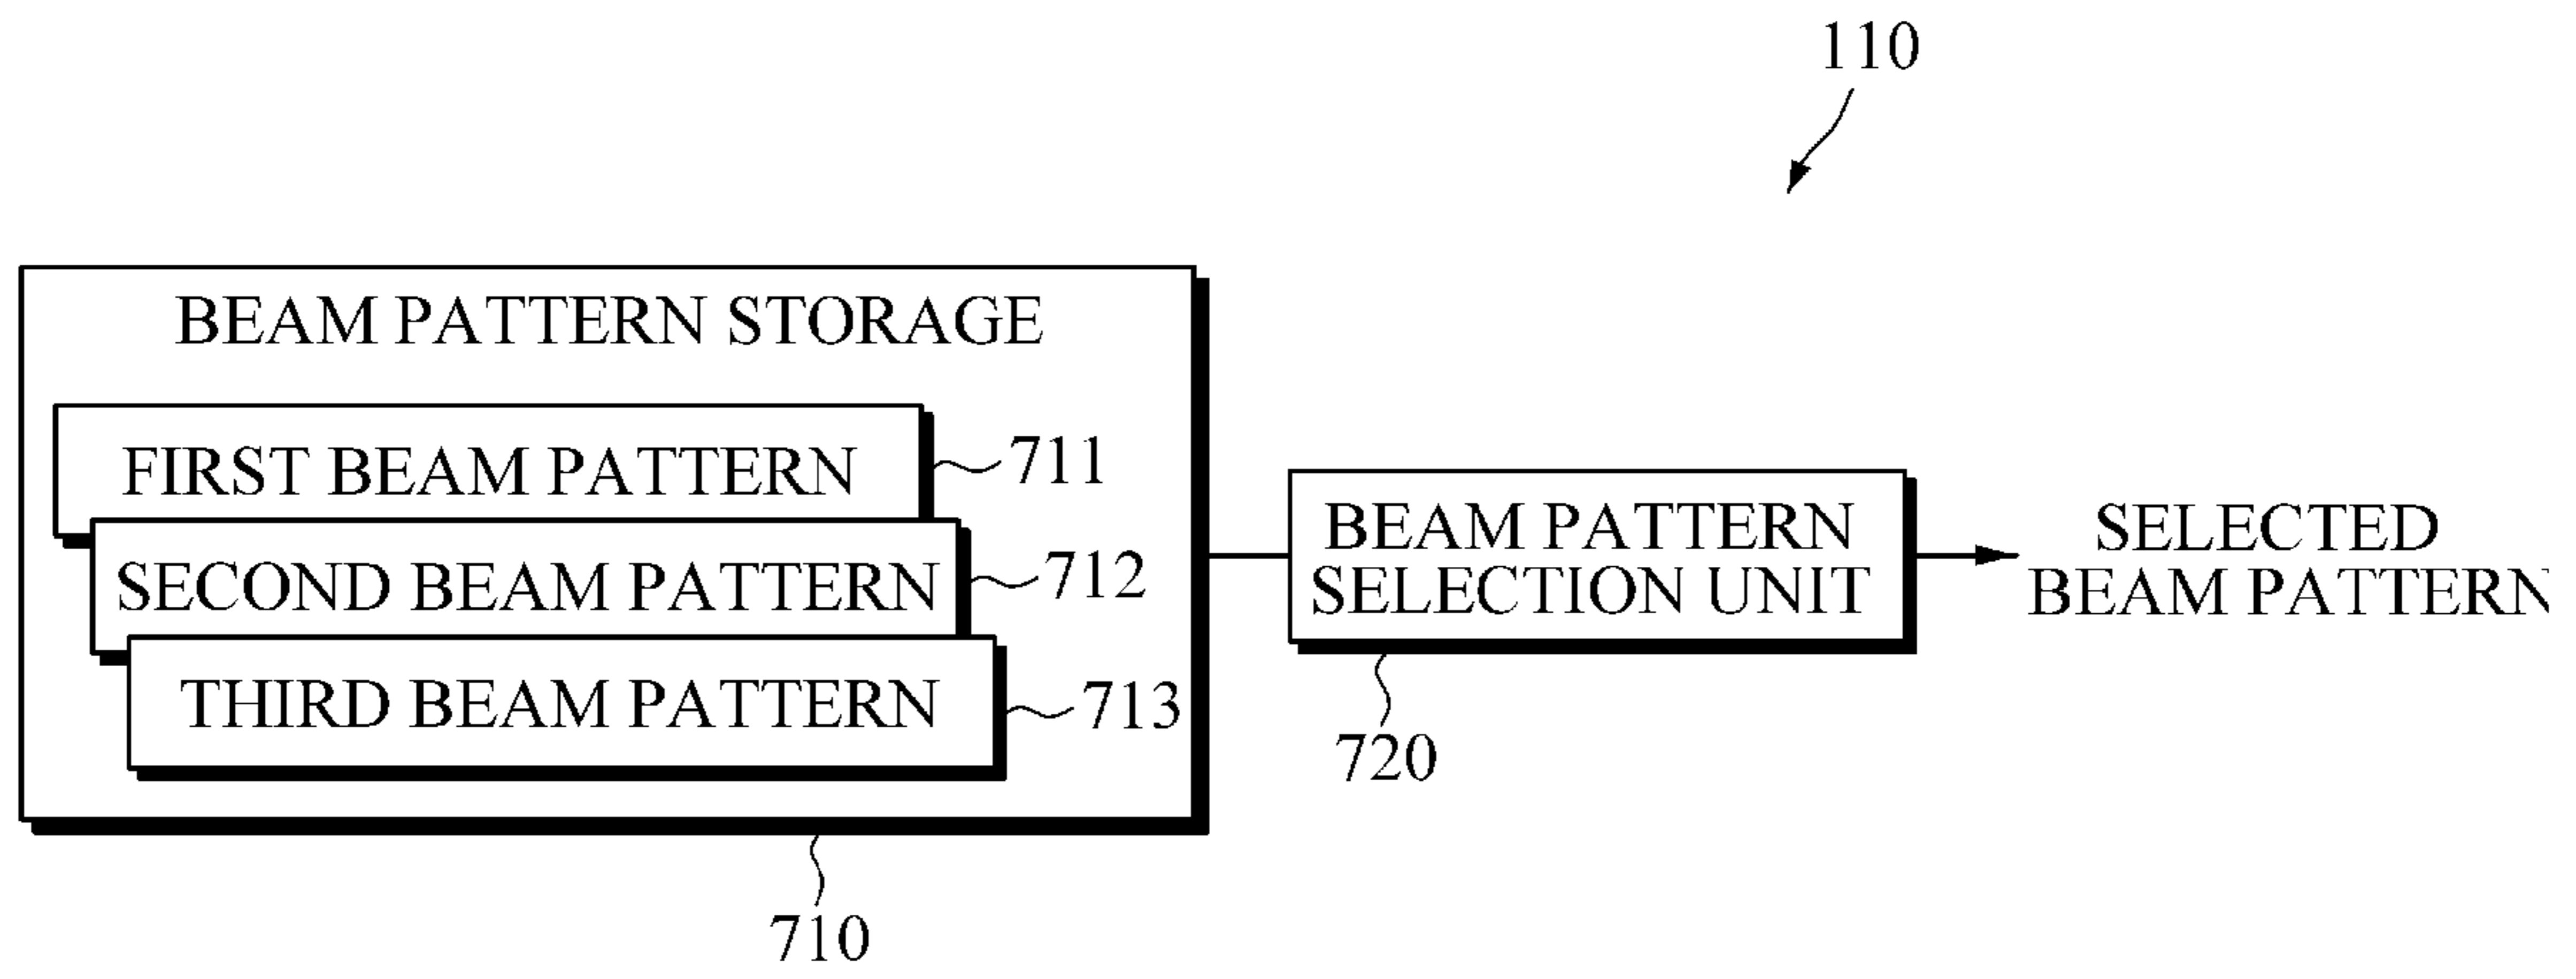 110
BEAM PATTERN STORAGE
FIRST BEAM PATTERN
711
SECOND BEAM PATTERN
712
THIRD BEAM PATTERN
713
710
BEAM PATTERN
SELECTION UNIT
720
SELECTED
BEAM PATTERN